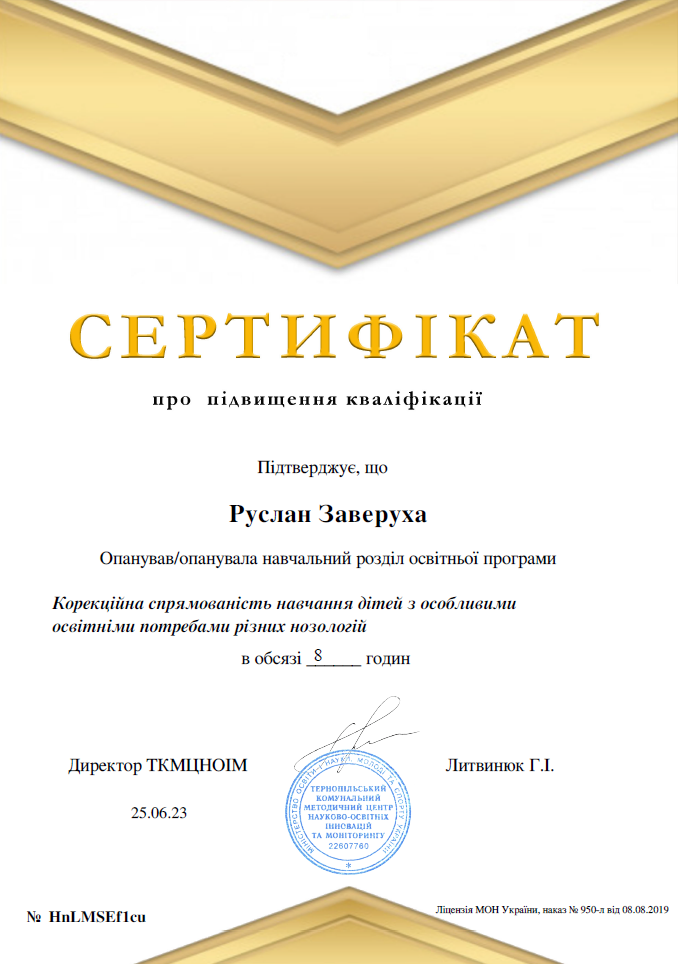 СЕРТИФІКАТ
про підвищення кваліфікації
Підтверджує, що
Руслан Заверуха
Опанував/опанувала навчальний розділ освітньої програми
Корекційна спрямованість навчання дітей з особливими
освітніми потребами різних нозологій
в обсязі __8____ годин
Директор ТКМЦНОІМ
Литвинюк Г.І.
25.06.23
МІНІСТЕРСТВО ОСВІТИ І НАУКИ, МОЛОДІ ТА СПОРТУ УКРАЇНИ
ТЕРНОПІЛЬСЬКИЙ
КОМУНАЛЬНИЙ
МЕТОДИЧНИЙ ЦЕНТР
НАУКОВО-ОСВІТНІХ
ІННОВАЦІЙ
ТА МОНІТОРИНГУ
22607760
*
№ HnLMSEf1cu
Ліцензія МОН України, наказ № 950-л від 08.08.2019